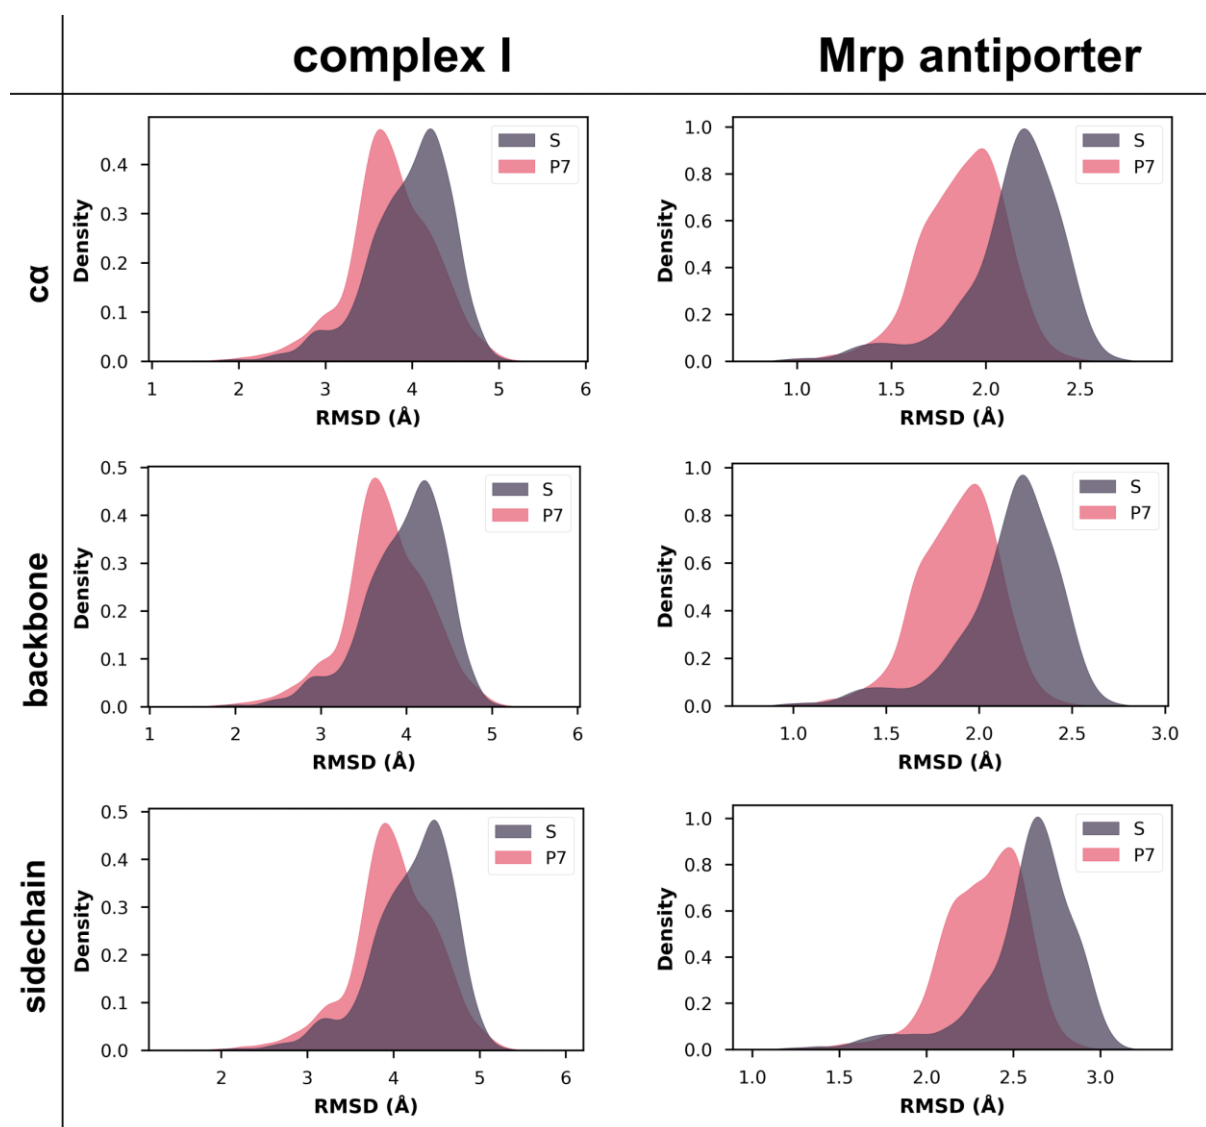 complex I
Mrp antiporter
cα
Density
0.4
0.3
0.2
0.1
0.0
S
P7
1 2 3 4 5 6
RMSD (Å)
Density
1.0
0.8
0.6
0.4
0.2
0.0
S
P7
1.0 1.5 2.0 2.5
RMSD (Å)
backbone
Density
0.5
0.4
0.3
0.2
0.1
0.0
S
P7
1 2 3 4 5 6
RMSD (Å)
Density
1.0
0.8
0.6
0.4
0.2
0.0
S
P7
1.0 1.5 2.0 2.5 3.0
RMSD (Å)
sidechain
Density
0.5
0.4
0.3
0.2
0.1
0.0
S
P7
2 3 4 5 6
RMSD (Å)
Density
1.0
0.8
0.6
0.4
0.2
0.0
S
P7
1.0 1.5 2.0 2.5 3.0
RMSD (Å)